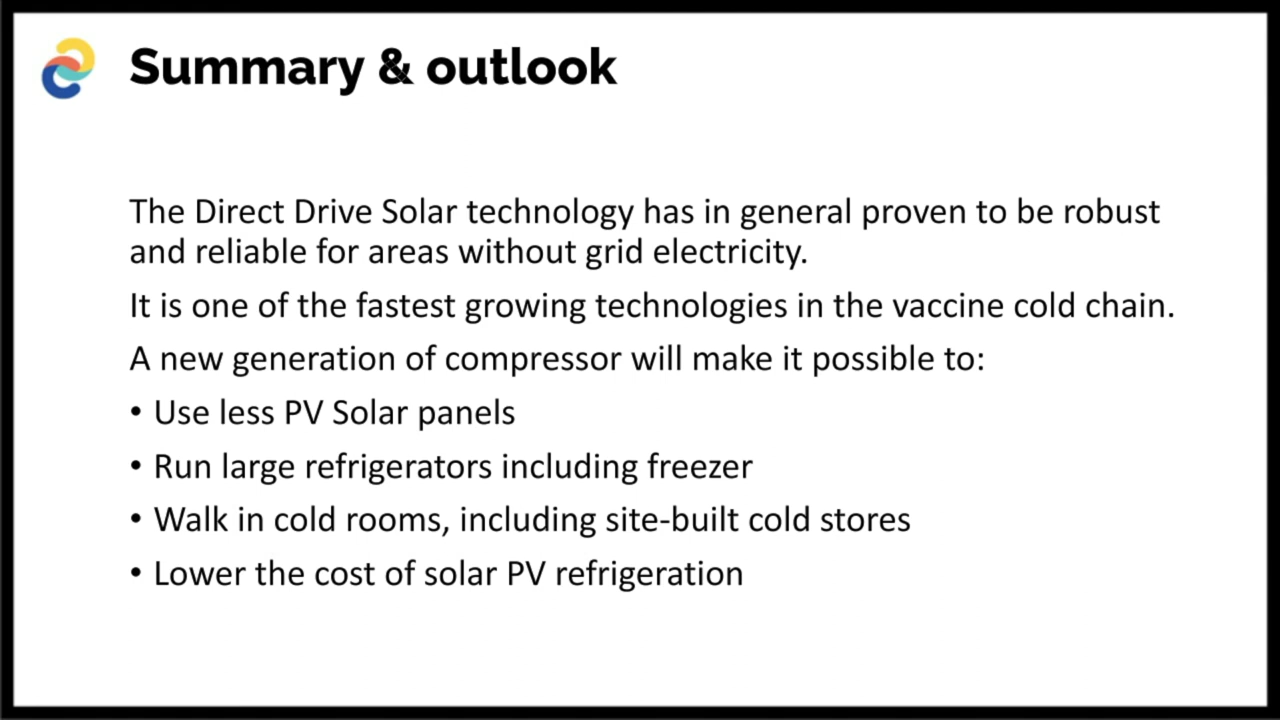 Summary & outlook
The Direct Drive Solar technology has in general proven to be robust
and reliable for areas without grid electricity.
It is one of the fastest growing technologies in the vaccine cold chain.
A new generation of compressor will make it possible to:
• Use less PV Solar panels
• Run large refrigerators including freezer
• Walk in cold rooms, including site-built cold stores
• Lower the cost of solar PV refrigeration